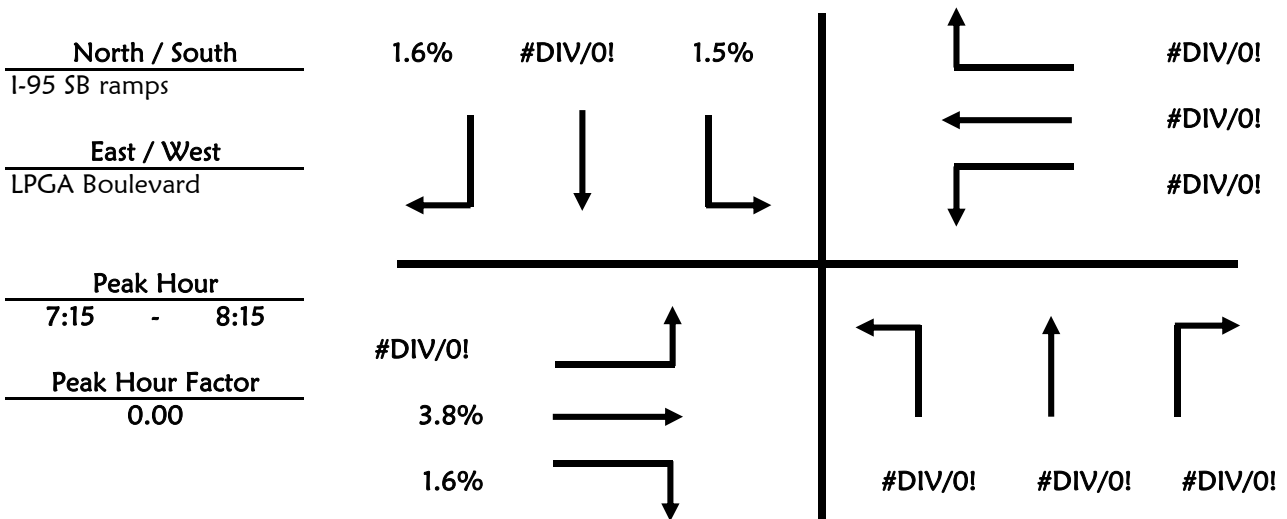 North / South
I-95 SB ramps
East / West
LPGA Boulevard
Peak Hour
7:15 - 8:15
Peak Hour Factor
0.00
1.6% #DIV/0! 1.5%
#DIV/0!
#DIV/0!
#DIV/0!
#DIV/0!
3.8%
1.6%
#DIV/0! #DIV/0! #DIV/0!